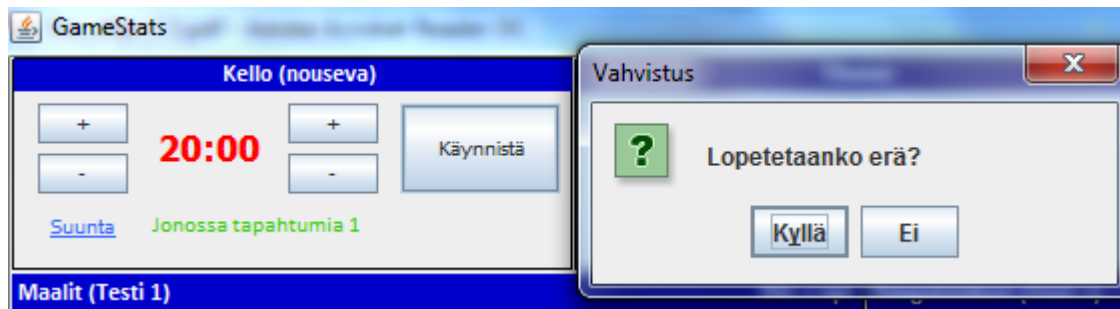 GameStats
Kello (nouseva)
+
+
20:00
Käynnistä
-
-
Suunta
Jonossa tapahtumia 1
Maalit (Testi 1)
Vahvistus
Lopetetaanko erä?
Kyllä
Ei